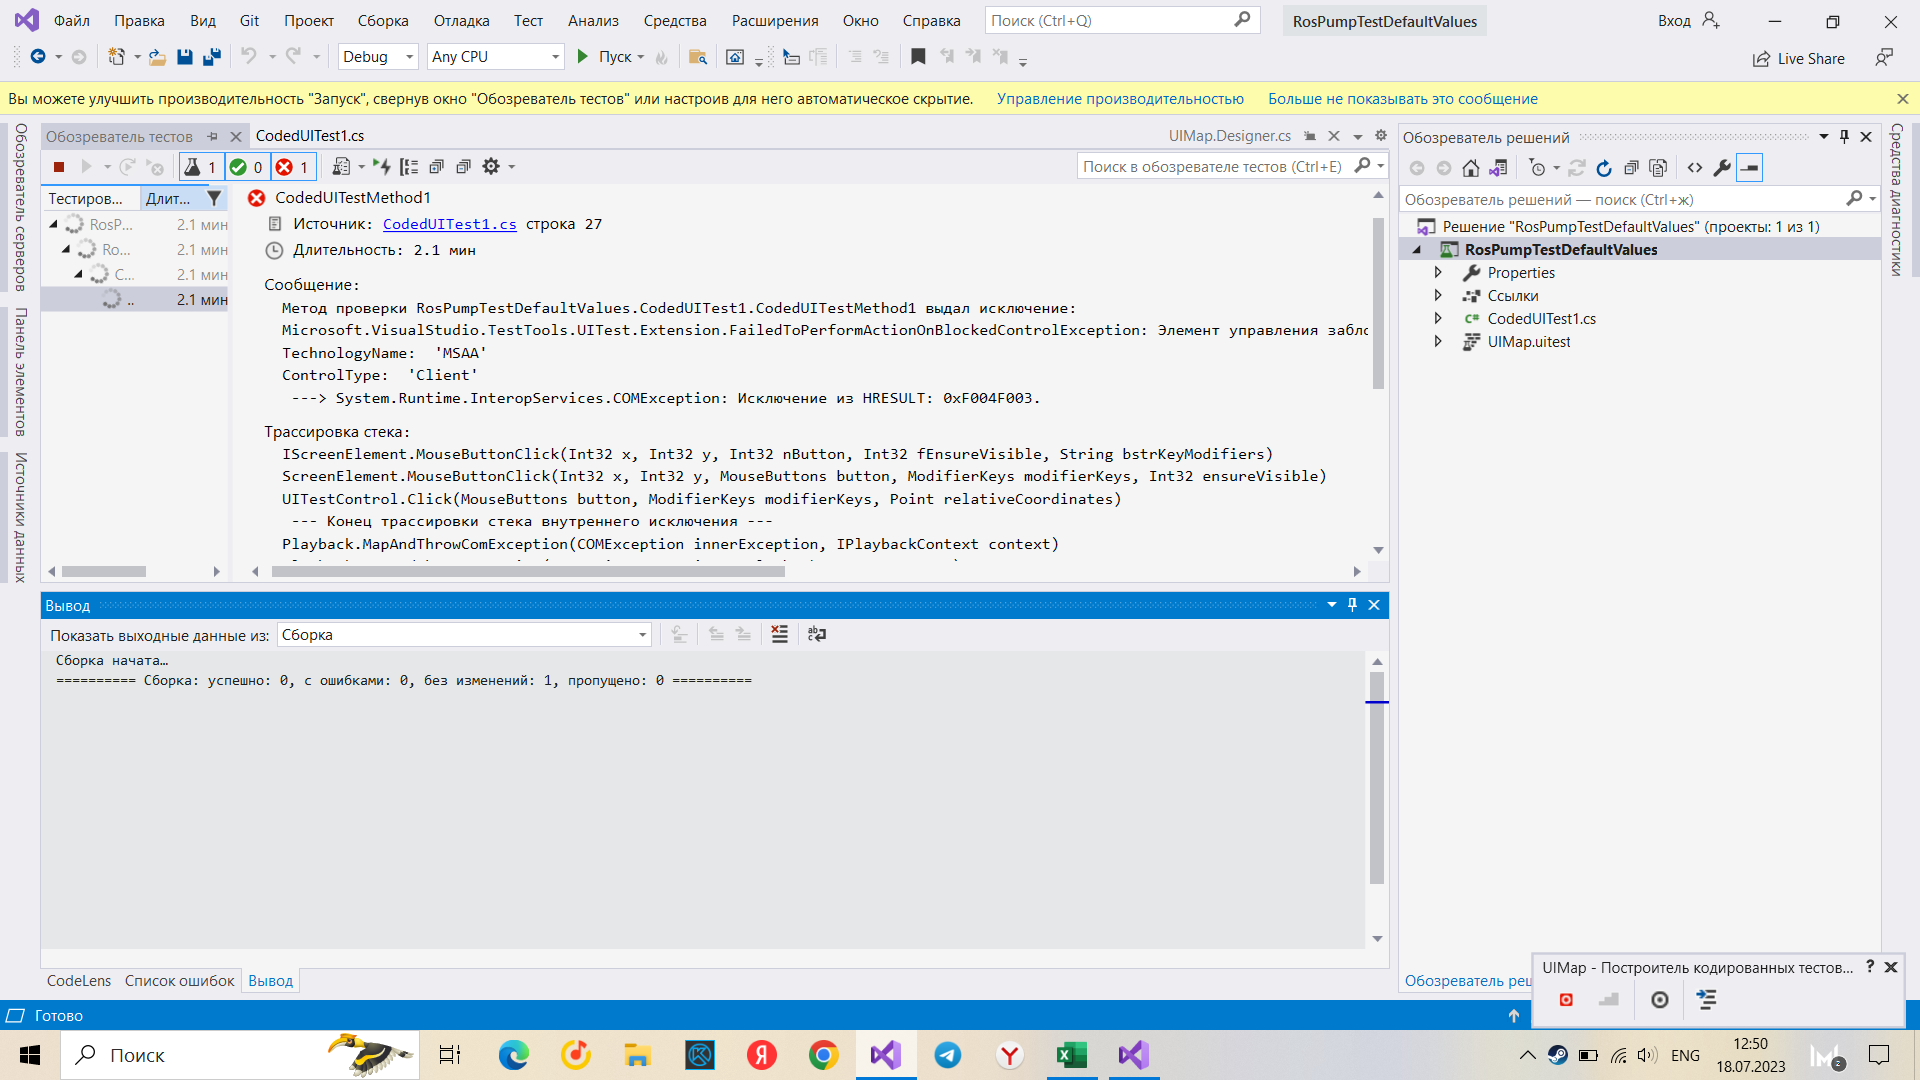 Файл Правка Вид Git Проект Сборка Отладка Тест Анализ Средства Расширения Окно Справка Поиск (Ctrl+Q) RosPumpTestDefaultValues Вход
Debug Any CPU Пуск Live Share
Вы можете улучшить производительность "Запуск", свернув окно "Обозреватель тестов" или настроив для него автоматическое скрытие. Управление производительностью Больше не показывать это сообщение
Обозреватель серверов
Панель элементов
Источники данных
Обозреватель тестов CodedUITest1.cs UIMap.Designer.cs
1 0 1 Поиск в обозревателе тестов (Ctrl+E)
Тестиров... Длит...
RosP... 2.1 мин
Ro... 2.1 мин
C... 2.1 мин
.. 2.1 мин
CodedUITestMethod1
Источник: CodedUITest1.cs строка 27
Длительность: 2.1 мин
Сообщение:
Метод проверки RosPumpTestDefaultValues.CodedUITest1.CodedUITestMethod1 выдал исключение:
Microsoft.VisualStudio.TestTools.UITest.Extension.FailedToPerformActionOnBlockedControlException: Элемент управления забло
TechnologyName: 'MSAA'
ControlType: 'Client'
---> System.Runtime.InteropServices.COMException: Исключение из HRESULT: 0xF004F003.
Трассировка стека:
IScreenElement.MouseButtonClick(Int32 x, Int32 y, Int32 nButton, Int32 fEnsureVisible, String bstrKeyModifiers)
ScreenElement.MouseButtonClick(Int32 x, Int32 y, MouseButtons button, ModifierKeys modifierKeys, Int32 ensureVisible)
UITestControl.Click(MouseButtons button, ModifierKeys modifierKeys, Point relativeCoordinates)
--- Конец трассировки стека внутреннего исключения ---
Playback.MapAndThrowComException(COMException innerException, IPlaybackContext context)
Вывод
Показать выходные данные из: Сборка
Сборка начата…
========== Сборка: успешно: 0, с ошибками: 0, без изменений: 1, пропущено: 0 ==========
CodeLens Список ошибок Вывод
Обозреватель решений
Обозреватель решений — поиск (Ctrl+ж)
Решение "RosPumpTestDefaultValues" (проекты: 1 из 1)
RosPumpTestDefaultValues
Properties
Ссылки
C# CodedUITest1.cs
UIMap.uitest
Средства диагностики
Обозреватель реш
UIMap - Построитель кодированных тестов... ?
Готово
Поиск
ENG
12:50
18.07.2023
2